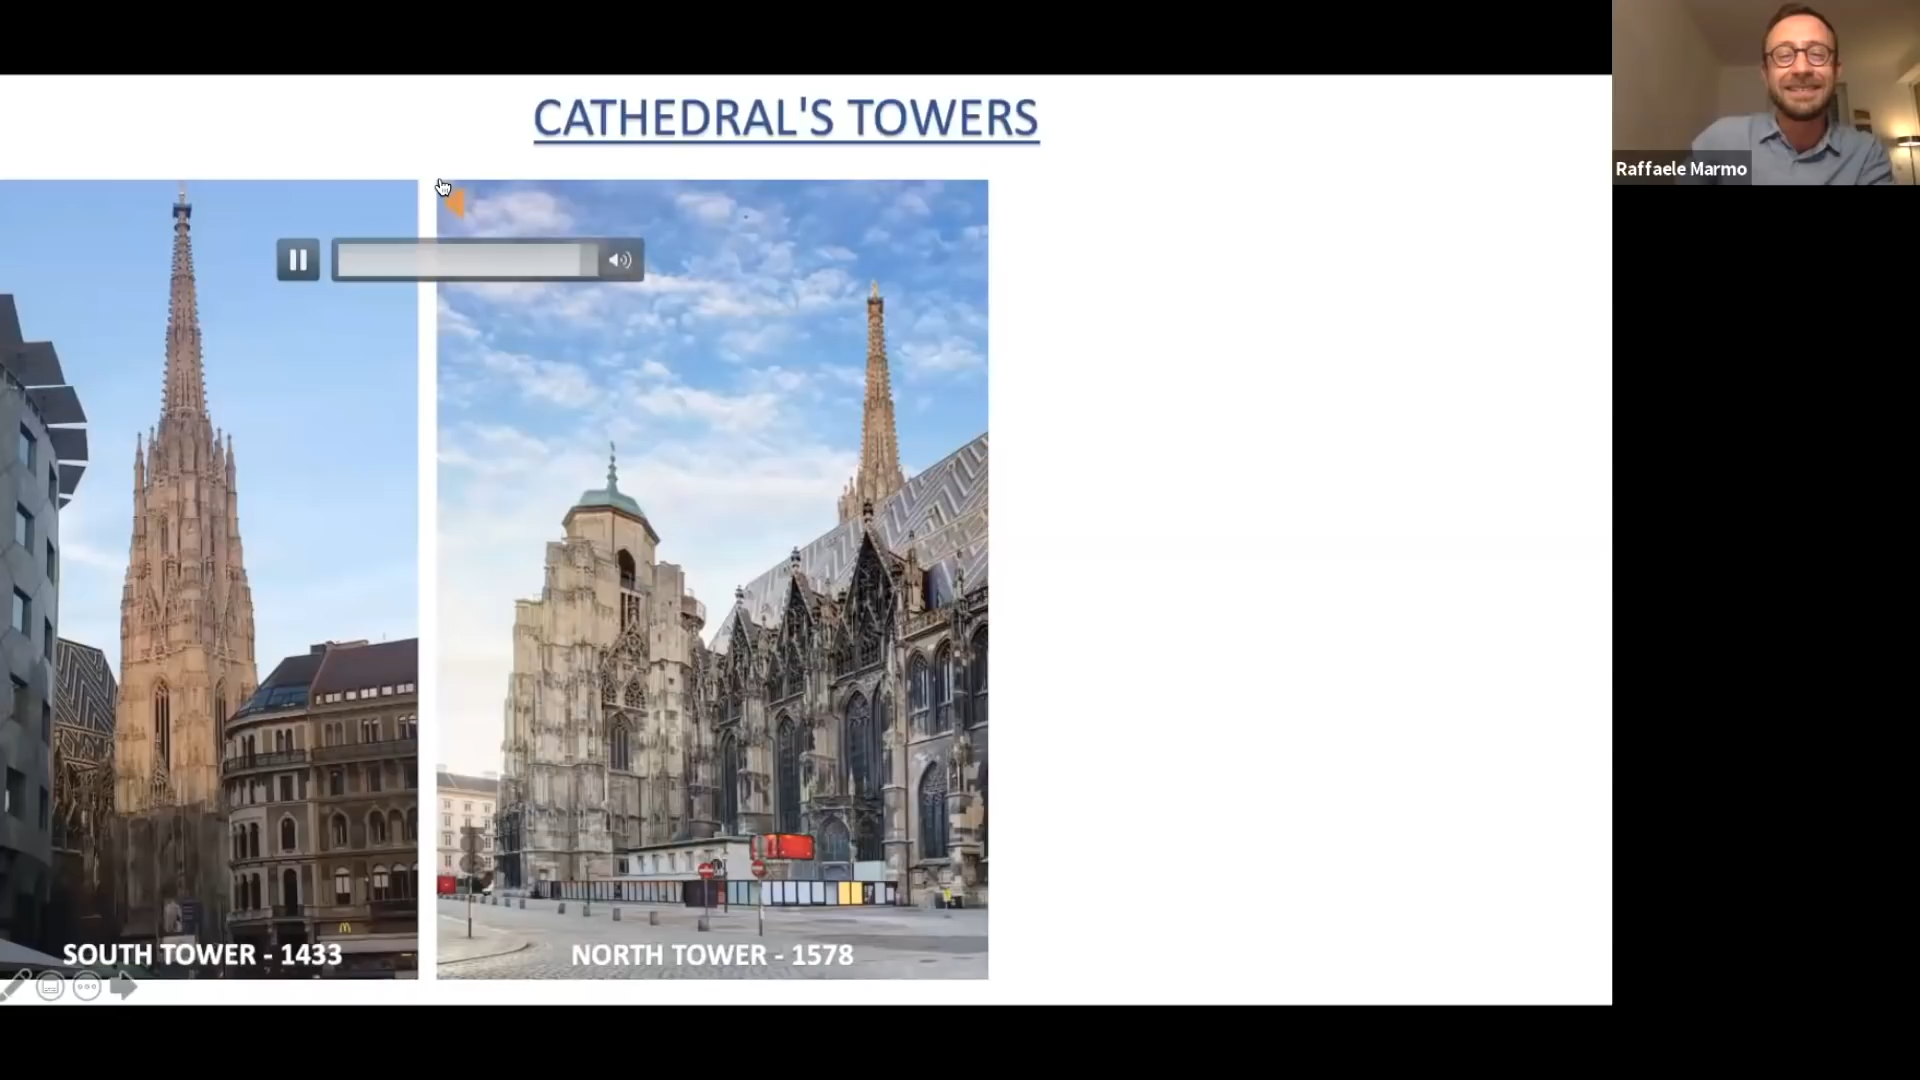 CATHEDRAL'S TOWERS
Raffaele Marmo
SOUTH TOWER - 1433
NORTH TOWER - 1578